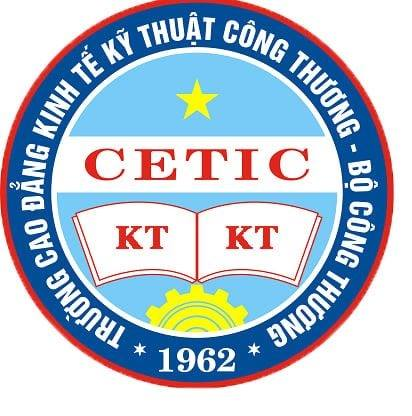 TRƯỜNG CAO ĐẲNG KINH TẾ KỸ THUẬT CÔNG THƯƠNG - BỘ CÔNG THƯƠNG
CETIC
KT KT
* 1962 *